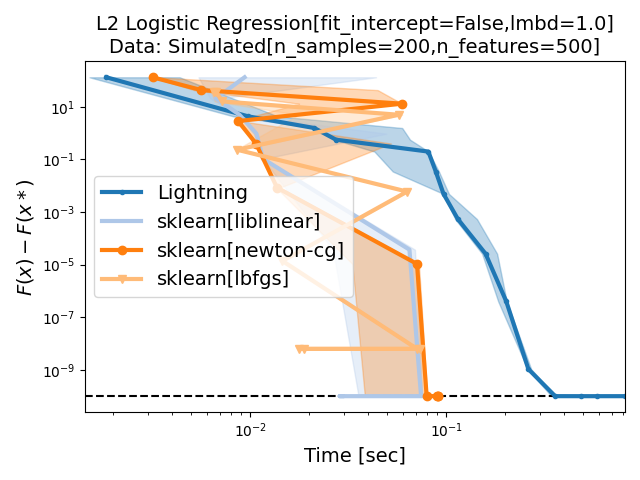 L2 Logistic Regression[fit_intercept=False,lmbd=1.0]
Data: Simulated[n_samples=200,n_features=500]
F(x) − F(x*)
10¹
10⁻¹
10⁻³
10⁻⁵
10⁻⁷
10⁻⁹
Lightning
sklearn[liblinear]
sklearn[newton-cg]
sklearn[lbfgs]
10⁻² 10⁻¹
Time [sec]